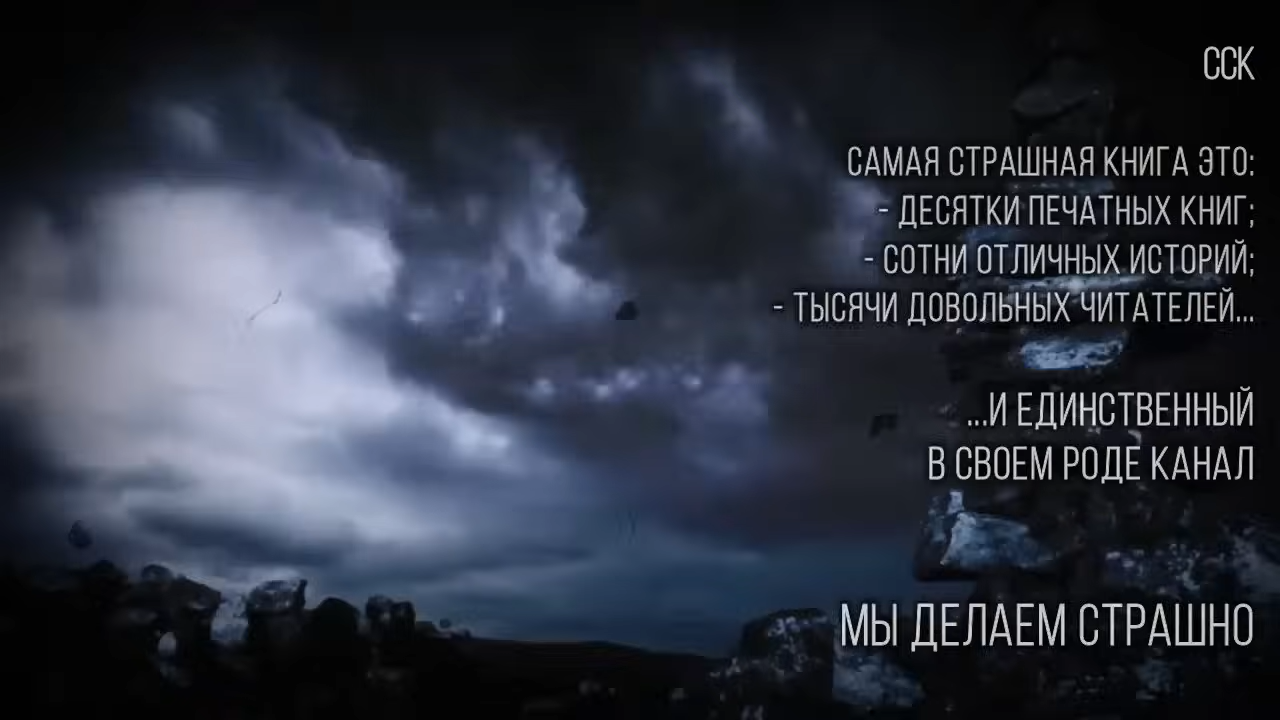 ССК
САМАЯ СТРАШНАЯ КНИГА ЭТО:
- ДЕСЯТКИ ПЕЧАТНЫХ КНИГ;
- СОТНИ ОТЛИЧНЫХ ИСТОРИЙ;
- ТЫСЯЧИ ДОВОЛЬНЫХ ЧИТАТЕЛЕЙ...
...И ЕДИНСТВЕННЫЙ
В СВОЕМ РОДЕ КАНАЛ
МЫ ДЕЛАЕМ СТРАШНО